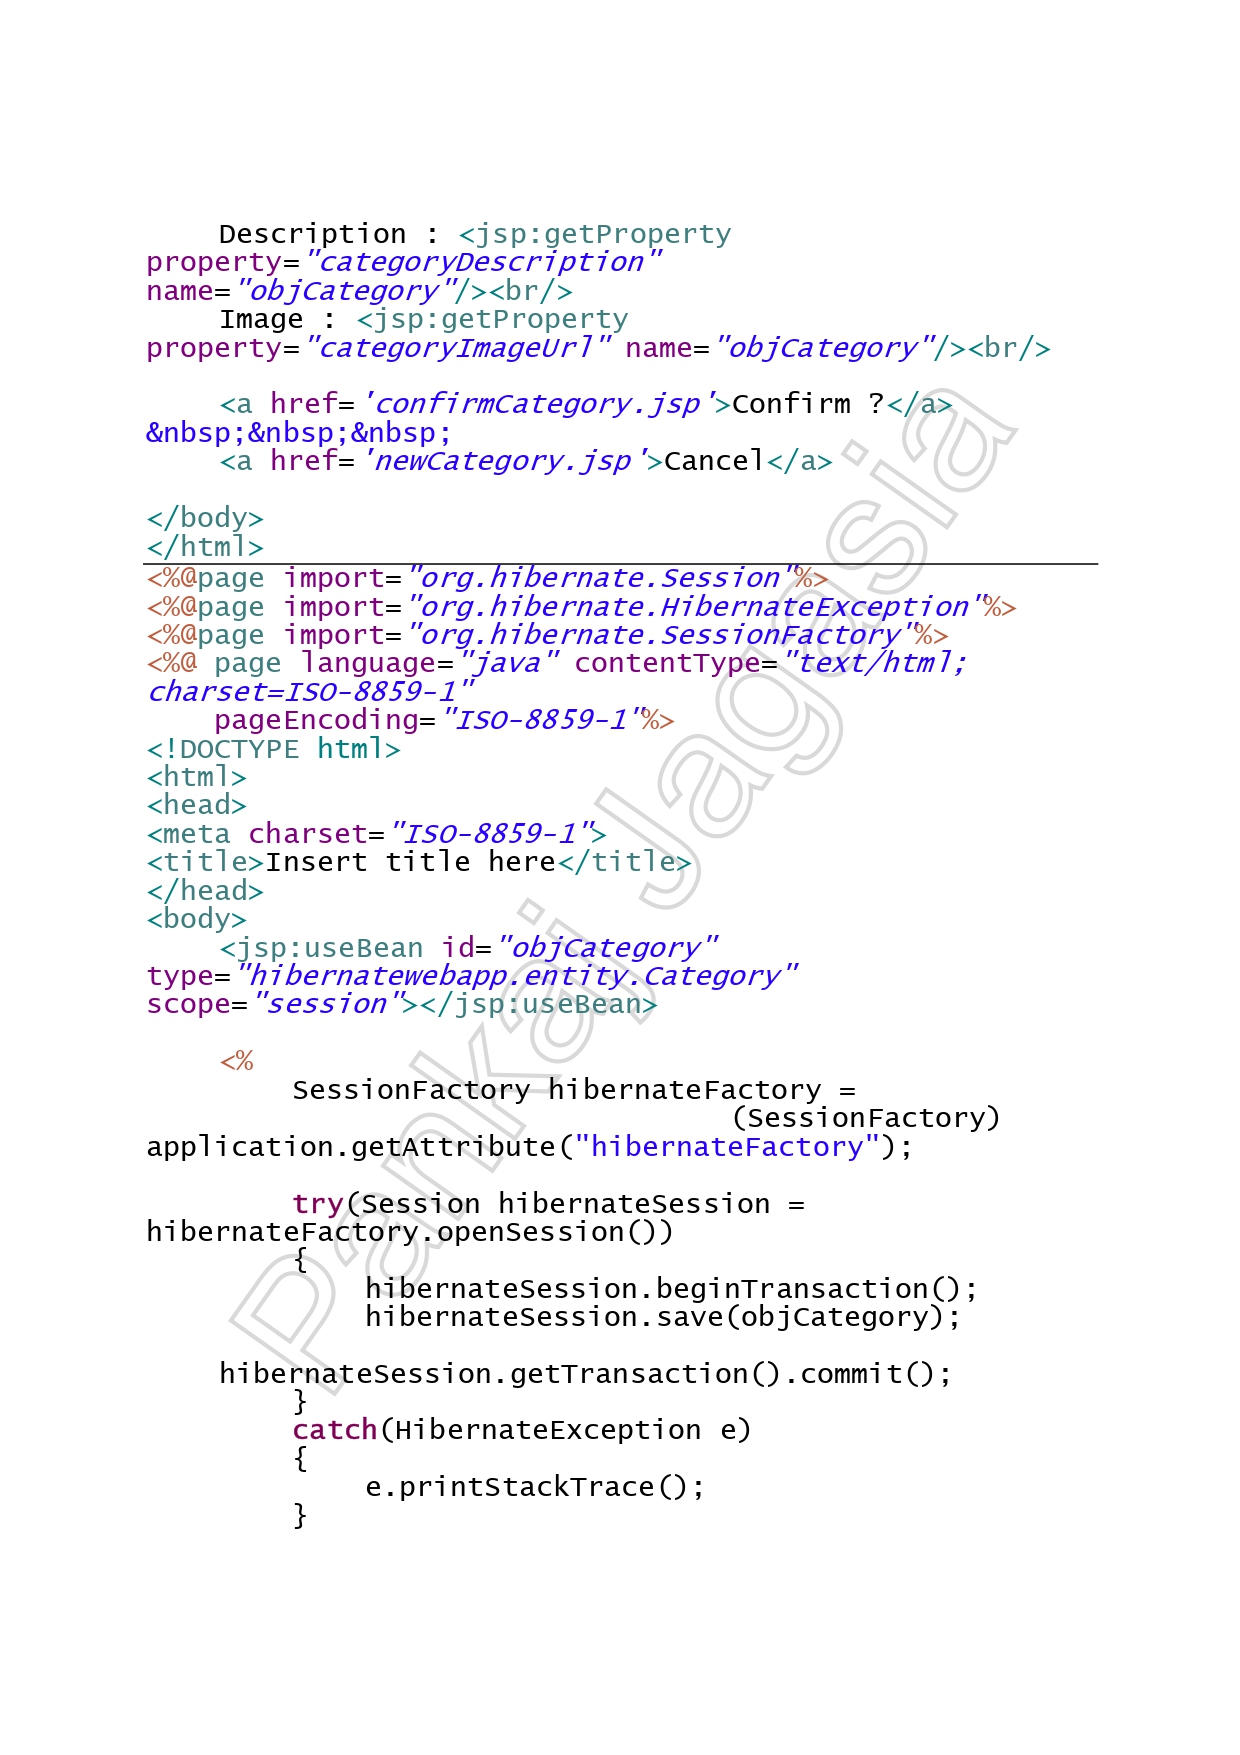 Description : <jsp:getProperty
property="categoryDescription"
name="objCategory"/><br/>
Image : <jsp:getProperty
property="categoryImageUrl" name="objCategory"/><br/>
<a href='confirmCategory.jsp'>Confirm ?</a>
&nbsp;&nbsp;&nbsp;
<a href='newCategory.jsp'>Cancel</a>
</body>
</html>
<%@page import="org.hibernate.Session"%>
<%@page import="org.hibernate.HibernateException"%>
<%@page import="org.hibernate.SessionFactory"%>
<%@ page language="java" contentType="text/html;
charset=ISO-8859-1"
pageEncoding="ISO-8859-1"%>
<!DOCTYPE html>
<html>
<head>
<meta charset="ISO-8859-1">
<title>Insert title here</title>
</head>
<body>
<jsp:useBean id="objCategory"
type="hibernatewebapp.entity.Category"
scope="session"></jsp:useBean>
<%
SessionFactory hibernateFactory =
(SessionFactory)
application.getAttribute("hibernateFactory");
try(Session hibernateSession =
hibernateFactory.openSession())
{
hibernateSession.beginTransaction();
hibernateSession.save(objCategory);
hibernateSession.getTransaction().commit();
}
catch(HibernateException e)
{
e.printStackTrace();
}
Pankaj Jagasia